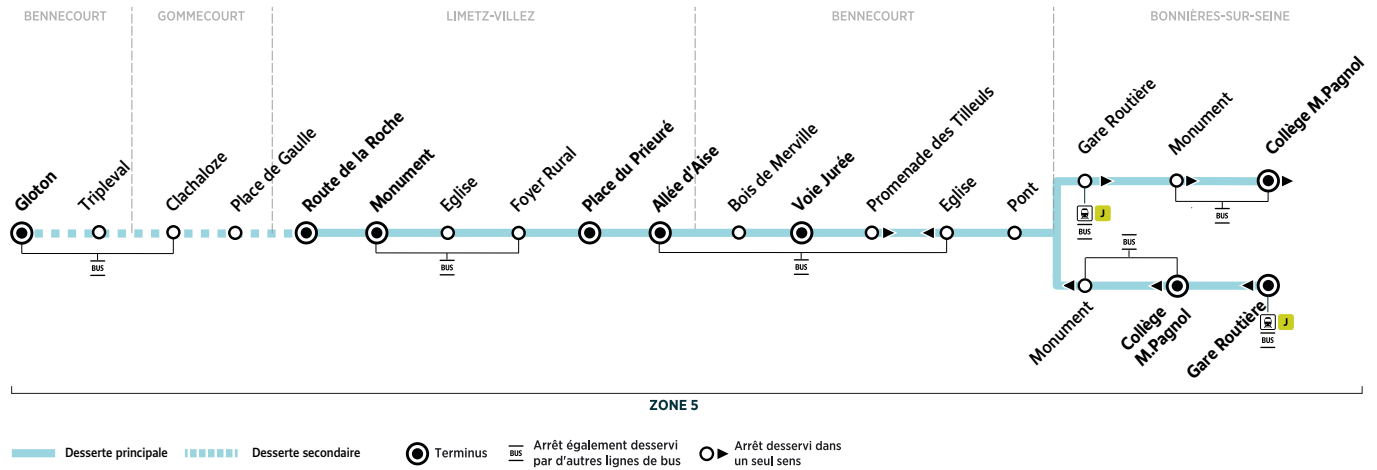 BENNECOURT
GOMMECOURT
LIMETZ-VILLEZ
BENNECOURT
BONNIÈRES-SUR-SEINE
Gloton
Tripleval
Clachaloze
Place de Gaulle
Route de la Roche
Monument
Eglise
Foyer Rural
Place du Prieuré
Allée d'Aise
Bois de Merville
Voie Jurée
Promenade des Tilleuls
Eglise
Pont
Gare Routière
Monument
Collège M.Pagnol
J
BUS
BUS
BUS
BUS
BUS
BUS
BUS
Monument
Collège
M.Pagnol
Gare Routière
J
BUS
ZONE 5
Desserte principale
Desserte secondaire
Terminus
BUS
Arrêt également desservi
par d'autres lignes de bus
Arrêt desservi dans
un seul sens